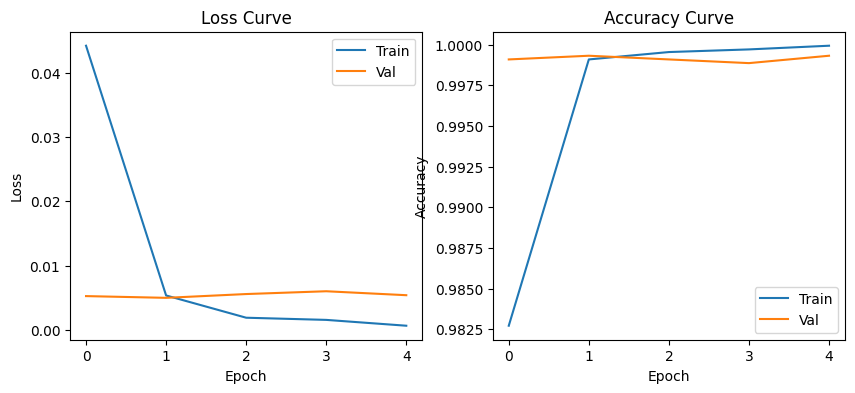 Loss Curve
Train
Val
0.04
0.03
0.02
0.01
0.00
Loss
0 1 2 3 4
Epoch
Accuracy Curve
1.0000
0.9975
0.9950
0.9925
0.9900
0.9875
0.9850
0.9825
Accuracy
Train
Val
0 1 2 3 4
Epoch